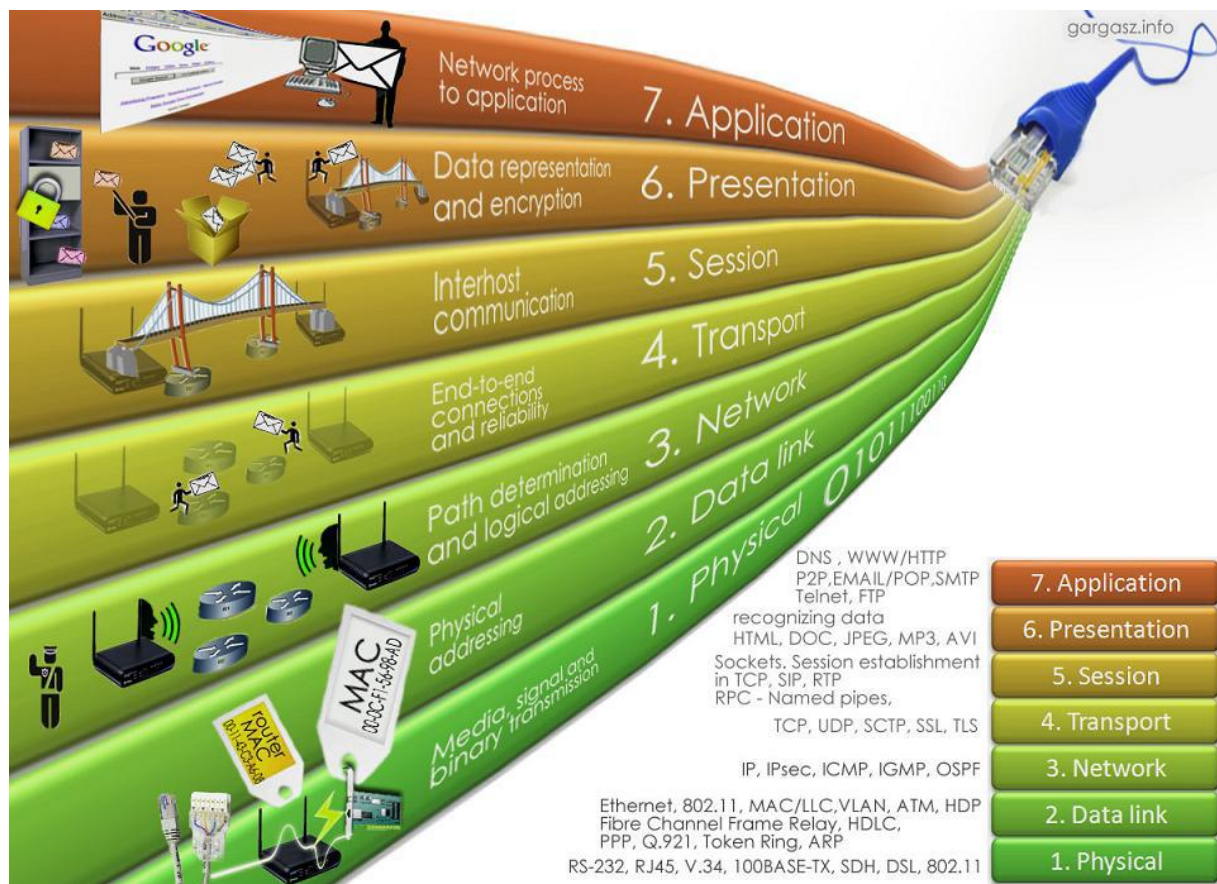 gargasz.info
Address
Google
Network process
to application
7. Application
Data representation
and encryption
6. Presentation
Interhost
communication
5. Session
End-to-end
connections
and reliability
4. Transport
Path determination
and logical addressing
3. Network
Physical
addressing
2. Data link
Media, signal and
binary transmission
1. Physical 0101110011
MAC
00-0C-F1-56-98-AD
router
MAC
DNS , WWW/HTTP
P2P,EMAIL/POP,SMTP
Telnet, FTP
7. Application
recognizing data
HTML, DOC, JPEG, MP3, AVI
6. Presentation
Sockets. Session establishment
in TCP, SIP, RTP
RPC - Named pipes,
5. Session
TCP, UDP, SCTP, SSL, TLS
4. Transport
IP, IPsec, ICMP, IGMP, OSPF
3. Network
Ethernet, 802.11, MAC/LLC,VLAN, ATM, HDP
Fibre Channel Frame Relay, HDLC,
PPP, Q.921, Token Ring, ARP
2. Data link
RS-232, RJ45, V.34, 100BASE-TX, SDH, DSL, 802.11
1. Physical